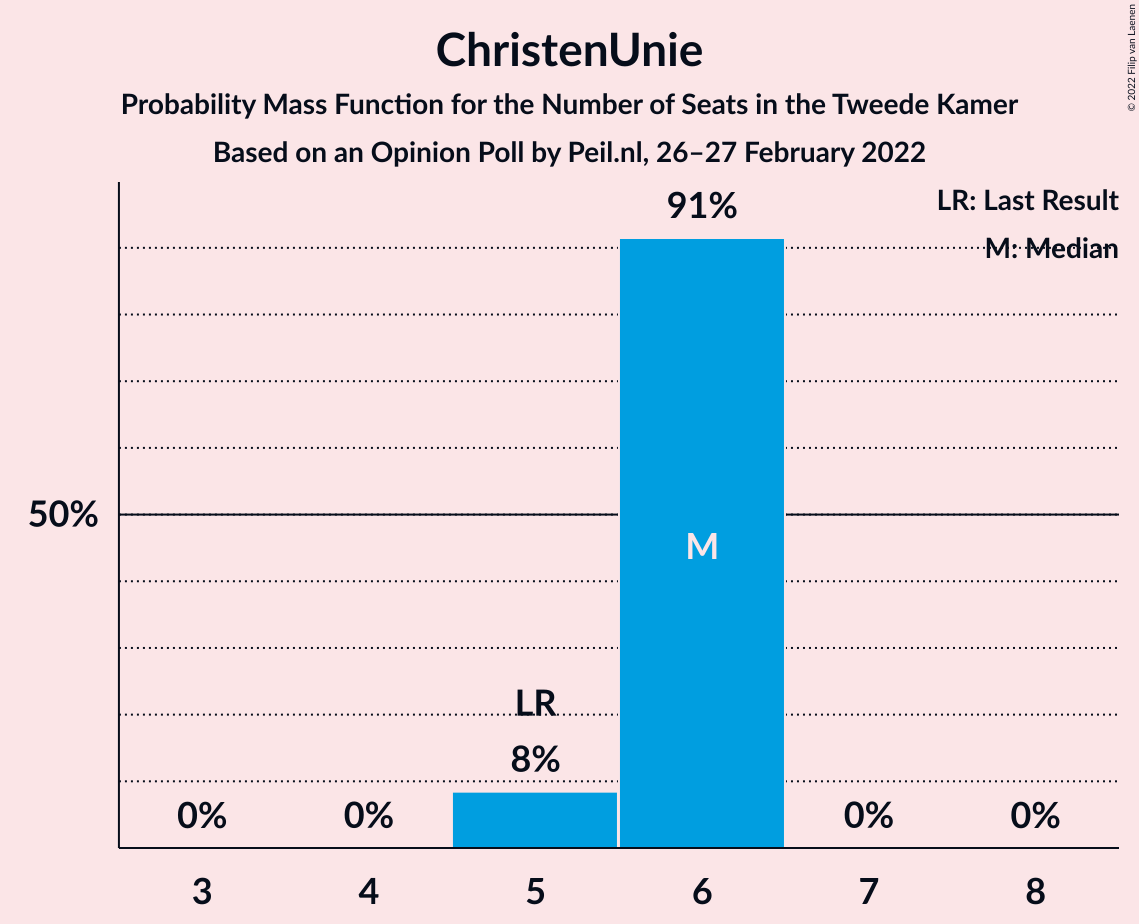 ChristenUnie
Probability Mass Function for the Number of Seats in the Tweede Kamer
Based on an Opinion Poll by Peil.nl, 26–27 February 2022
© 2022 Filip van Laenen
LR: Last Result
M: Median
91%
50%
M
LR
8%
0%
0%
0%
0%
3
4
5
6
7
8